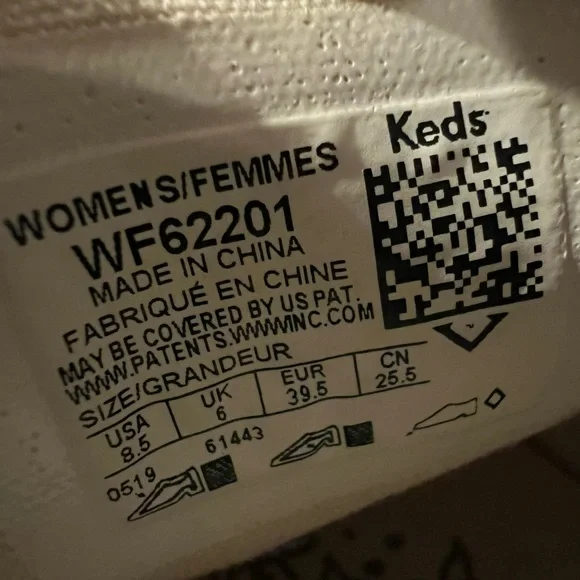 Keds
WOMENS/FEMMES
WF62201
MADE IN CHINA
FABRIQUÉ EN CHINE
MAY BE COVERED BY US PAT.
WWW.PATENTS.WWWINC.COM
SIZE/GRANDEUR
USA UK EUR CN
8.5 6 39.5 25.5
0519 61443